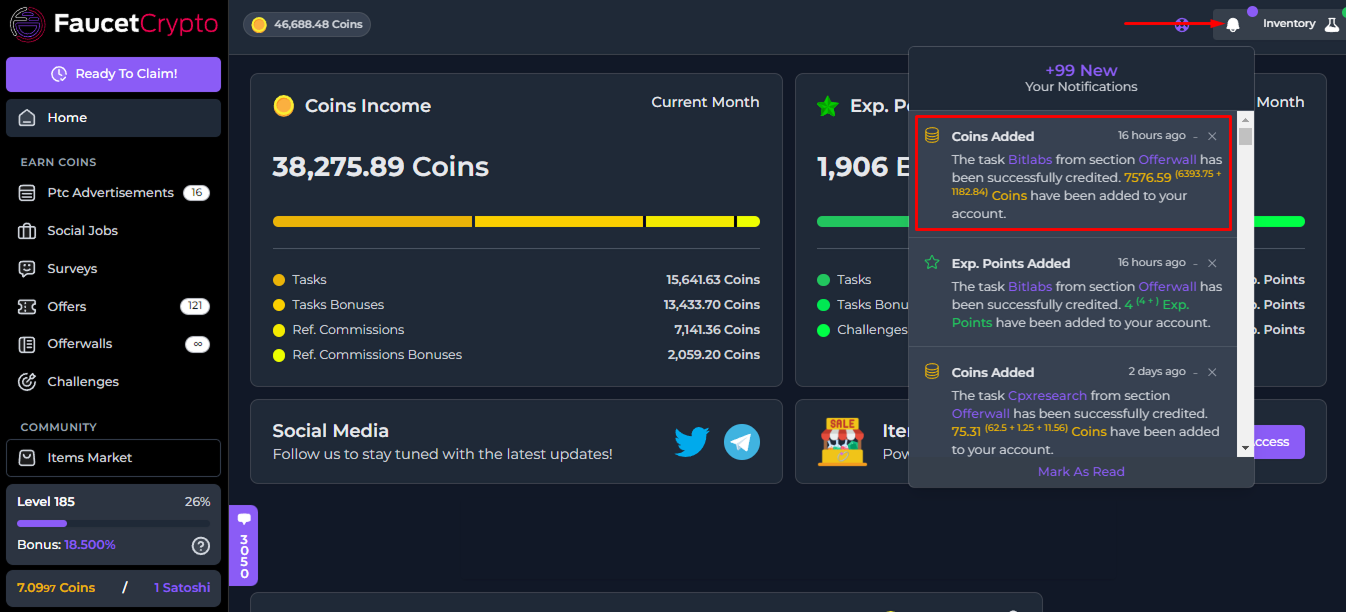 FaucetCrypto
46,688.48 Coins
Inventory
Ready To Claim!
Home
EARN COINS
Ptc Advertisements 16
Social Jobs
Surveys
Offers 121
Offerwalls ∞
Challenges
COMMUNITY
Items Market
Level 185 26%
Bonus: 18.500%
7.0997 Coins / 1 Satoshi
3050
Coins Income Current Month
38,275.89 Coins
Tasks 15,641.63 Coins
Tasks Bonuses 13,433.70 Coins
Ref. Commissions 7,141.36 Coins
Ref. Commissions Bonuses 2,059.20 Coins
Exp. Po Month
1,906 E
Tasks p. Points
Tasks Bonu p. Points
Challenges p. Points
Social Media
Follow us to stay tuned with the latest updates!
SALE
Iter
Pow
ccess
+99 New
Your Notifications
Coins Added 16 hours ago -
The task Bitlabs from section Offerwall has
been successfully credited. 7576.59 (6393.75 +
1182.84) Coins have been added to your
account.
Exp. Points Added 16 hours ago -
The task Bitlabs from section Offerwall has
been successfully credited. 4 (4 + ) Exp.
Points have been added to your account.
Coins Added 2 days ago -
The task Cpxresearch from section
Offerwall has been successfully credited.
75.31 (62.5 + 1.25 + 11.56) Coins have been added
to your account.
Mark As Read